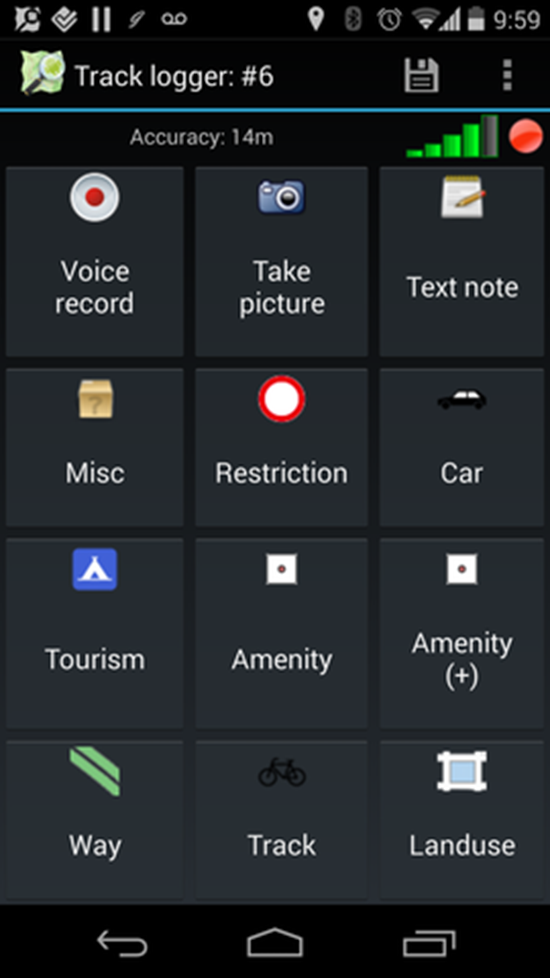 9:59
Track logger: #6
Accuracy: 14m
Voice
record
Take
picture
Text note
Misc
Restriction
Car
Tourism
Amenity
Amenity
(+)
Way
Track
Landuse